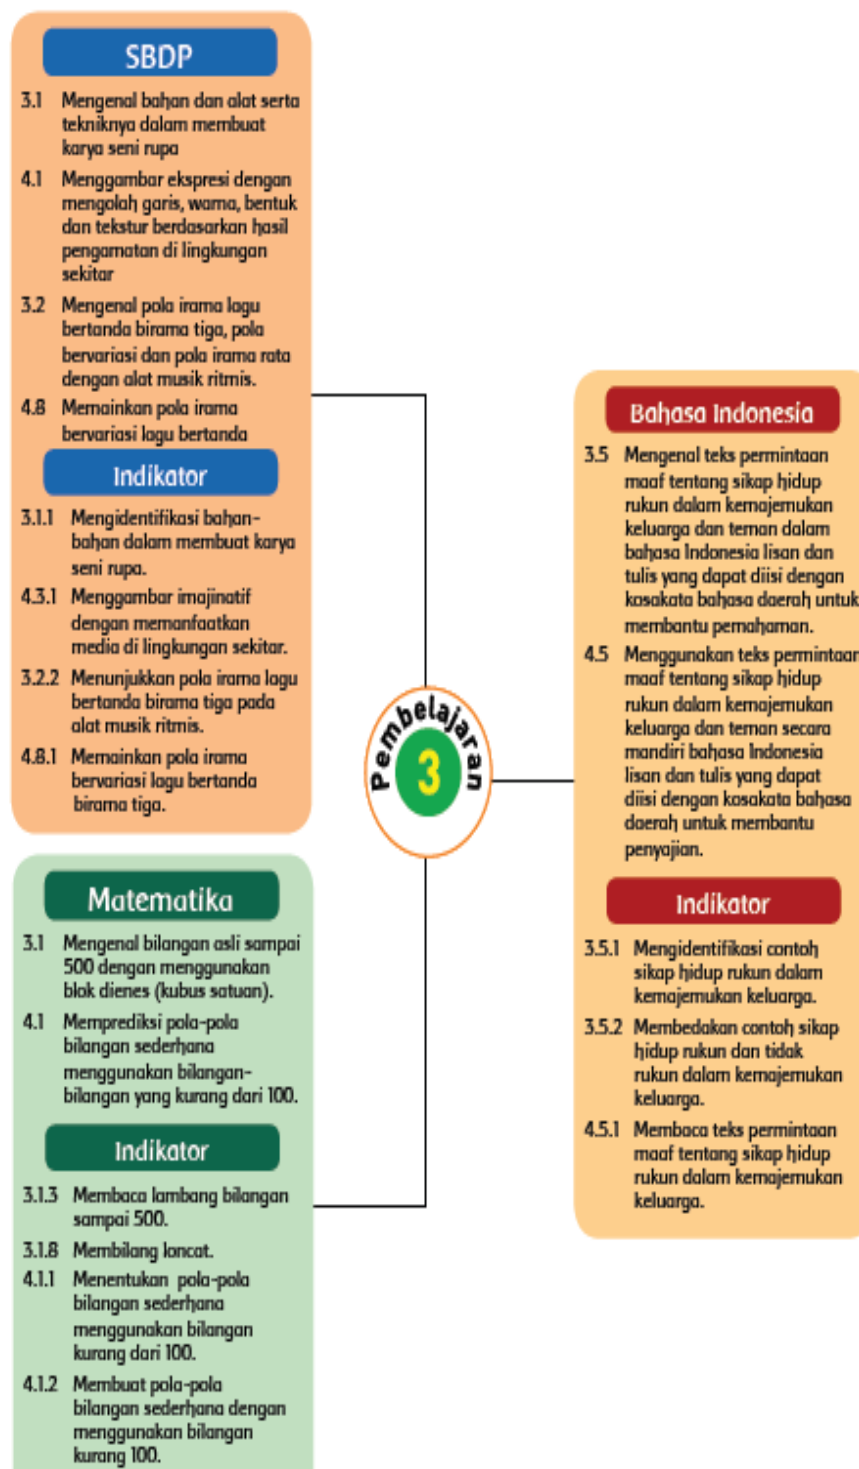 SBDP
3.1 Mengenal bahan dan alat serta
tekniknya dalam membuat
karya seni rupa
4.1 Menggambar ekspresi dengan
mengolah garis, warna, bentuk
dan tekstur berdasarkan hasil
pengamatan di lingkungan
sekitar
3.2 Mengenal pola irama lagu
bertanda birama tiga, pola
bervariasi dan pola irama rata
dengan alat musik ritmis.
4.8 Memainkan pola irama
bervariasi lagu bertanda
Indikator
3.1.1 Mengidentifikasi bahan-
bahan dalam membuat karya
seni rupa.
4.3.1 Menggambar imajinatif
dengan memanfaatkan
media di lingkungan sekitar.
3.2.2 Menunjukkan pola irama lagu
bertanda birama tiga pada
alat musik ritmis.
4.8.1 Memainkan pola irama
bervariasi lagu bertanda
birama tiga.
Pembelajaran
3
Bahasa Indonesia
3.5 Mengenal teks permintaan
maaf tentang sikap hidup
rukun dalam kemajemukan
keluarga dan teman dalam
bahasa Indonesia lisan dan
tulis yang dapat diisi dengan
kosakata bahasa daerah untuk
membantu pemahaman.
4.5 Menggunakan teks permintaan
maaf tentang sikap hidup
rukun dalam kemajemukan
keluarga dan teman secara
mandiri bahasa Indonesia
lisan dan tulis yang dapat
diisi dengan kosakata bahasa
daerah untuk membantu
penyajian.
Indikator
3.5.1 Mengidentifikasi contoh
sikap hidup rukun dalam
kemajemukan keluarga.
3.5.2 Membedakan contoh sikap
hidup rukun dan tidak
rukun dalam kemajemukan
keluarga.
4.5.1 Membaca teks permintaan
maaf tentang sikap hidup
rukun dalam kemajemukan
keluarga.
Matematika
3.1 Mengenal bilangan asli sampai
500 dengan menggunakan
blok dienes (kubus satuan).
4.1 Memprediksi pola-pola
bilangan sederhana
menggunakan bilangan-
bilangan yang kurang dari 100.
Indikator
3.1.3 Membaca lambang bilangan
sampai 500.
3.1.8 Membilang loncat.
4.1.1 Menentukan pola-pola
bilangan sederhana
menggunakan bilangan
kurang dari 100.
4.1.2 Membuat pola-pola
bilangan sederhana dengan
menggunakan bilangan
kurang 100.